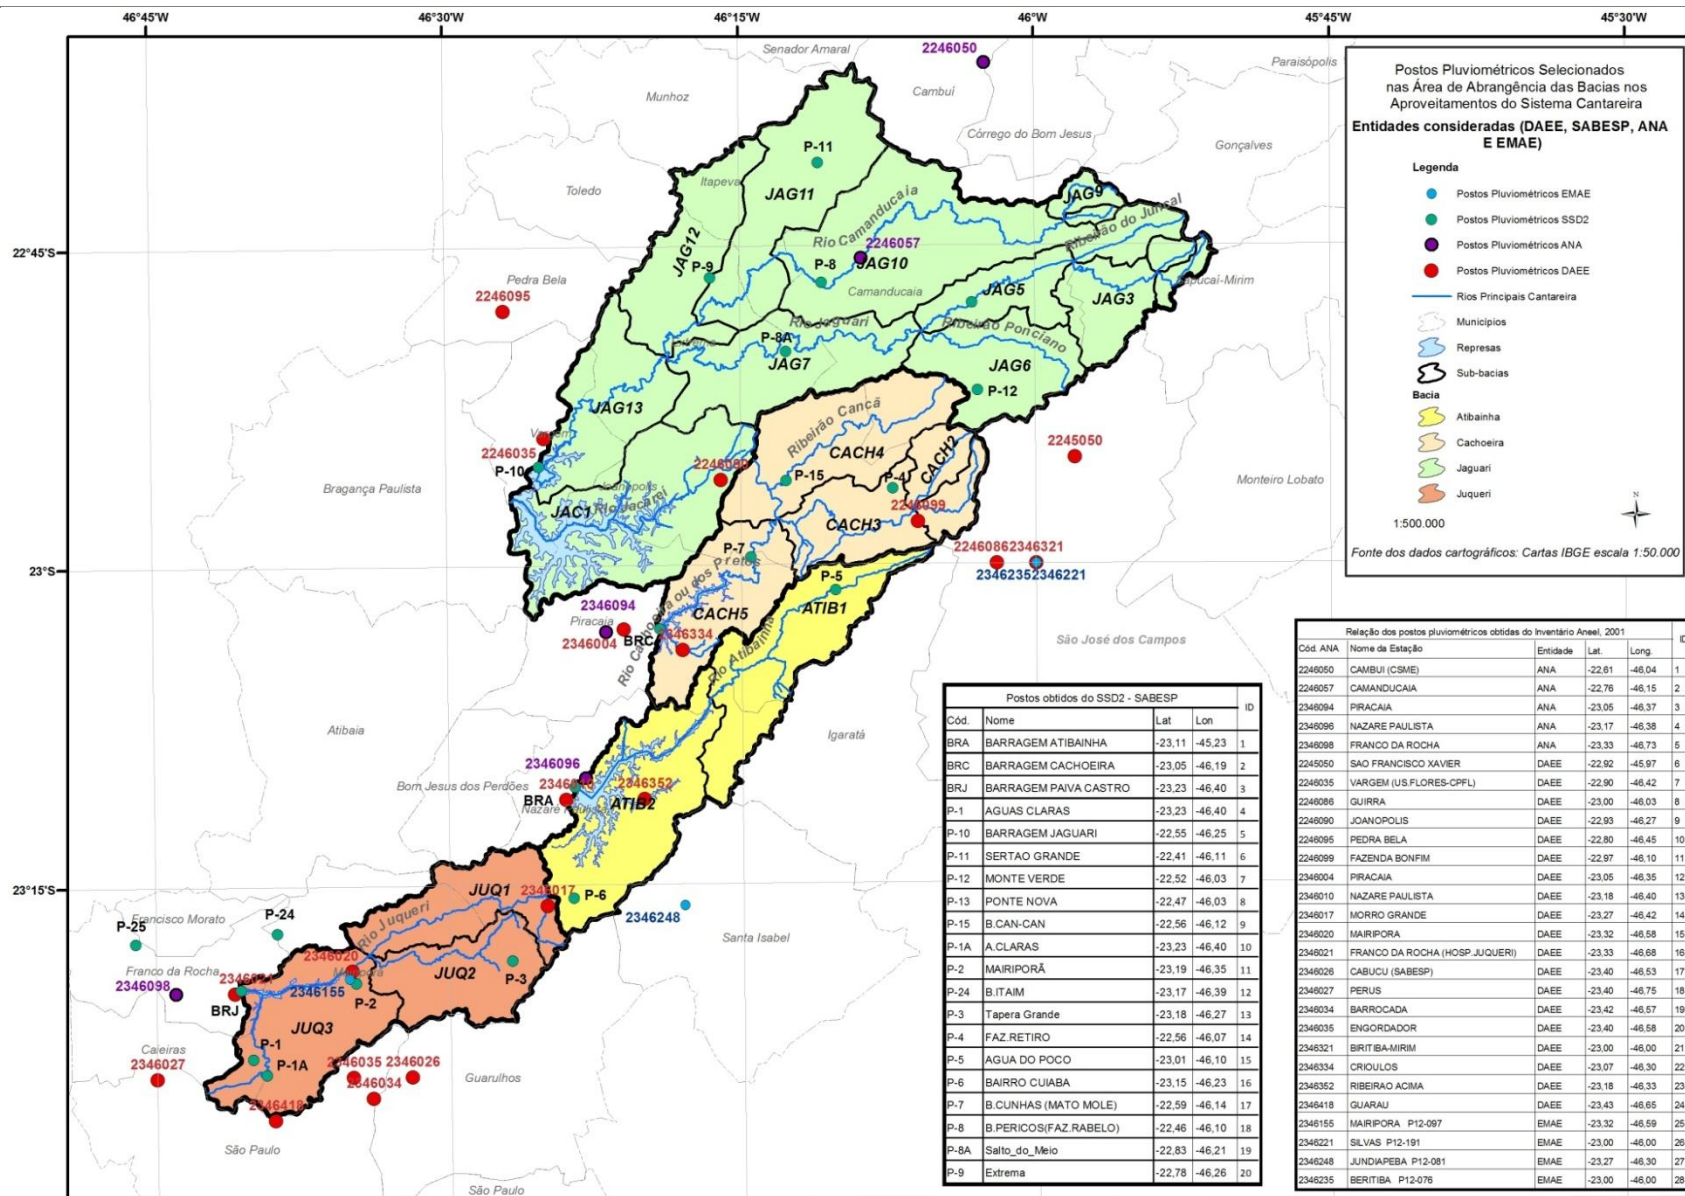 46°45'W 46°30'W 46°15'W 46°W 45°45'W 45°30'W
22°45'S
23°S
23°15'S
Senador Amaral
2246050
Paraisópolis
Munhoz
Cambuí
Córrego do Bom Jesus
Gonçalves
P-11
Itapeva
Toledo
JAG11
JAG9
Rio Camanducaia
Ribeirão do Juncal
JAG12
2246057
JAG10
P-9
P-8
Pedra Bela
Camanducaia
JAG5
JAG3
Sapucaí-Mirim
2246095
Rio Jaguari
Ribeirão Ponciano
P-8A
JAG7
JAG6
P-12
JAG13
Ribeirão Cancã
Vargem
2246035
P-10
2246090
CACH4
CACH2
2245050
P-15
P-4
Joanópolis
Rio Jacareí
JAC1
Bragança Paulista
Monteiro Lobato
2246099
CACH3
P-7
22460862346321
23462352346221
P-5
ATIB1
Rio Cachoeira ou dos Pretos
CACH5
2346094
Piracaia
2346004
BRC
2346334
Rio Atibainha
São José dos Campos
Atibaia
Igaratá
2346096
Bom Jesus dos Perdões
2346010
2346352
BRA
Nazaré Paulista
ATIB2
JUQ1
2346017
P-6
2346248
Rio Juqueri
Santa Isabel
Francisco Morato
P-24
P-25
Franco da Rocha
2346020
Mairiporã
JUQ2
P-3
2346098
2346021
2346155
P-2
BRJ
JUQ3
P-1
P-1A
Caieiras
2346027
2346035 2346026
2346034
Guarulhos
2346418
São Paulo
São Paulo
Postos Pluviométricos Selecionados
nas Área de Abrangência das Bacias nos
Aproveitamentos do Sistema Cantareira
Entidades consideradas (DAEE, SABESP, ANA
E EMAE)
Legenda
Postos Pluviométricos EMAE
Postos Pluviométricos SSD2
Postos Pluviométricos ANA
Postos Pluviométricos DAEE
Rios Principais Cantareira
Municípios
Represas
Sub-bacias
Bacia
Atibainha
Cachoeira
Jaguari
Juqueri
N
1:500.000
Fonte dos dados cartográficos: Cartas IBGE escala 1:50.000
Postos obtidos do SSD2 - SABESP ID
Cód. Nome Lat Lon
BRA BARRAGEM ATIBAINHA -23,11 -45,23 1
BRC BARRAGEM CACHOEIRA -23,05 -46,19 2
BRJ BARRAGEM PAIVA CASTRO -23,23 -46,40 3
P-1 AGUAS CLARAS -23,23 -46,40 4
P-10 BARRAGEM JAGUARI -22,55 -46,25 5
P-11 SERTAO GRANDE -22,41 -46,11 6
P-12 MONTE VERDE -22,52 -46,03 7
P-13 PONTE NOVA -22,47 -46,03 8
P-15 B.CAN-CAN -22,56 -46,12 9
P-1A A.CLARAS -23,23 -46,40 10
P-2 MAIRIPORÃ -23,19 -46,35 11
P-24 B.ITAIM -23,17 -46,39 12
P-3 Tapera Grande -23,18 -46,27 13
P-4 FAZ.RETIRO -22,56 -46,07 14
P-5 AGUA DO POCO -23,01 -46,10 15
P-6 BAIRRO CUIABA -23,15 -46,23 16
P-7 B.CUNHAS (MATO MOLE) -22,59 -46,14 17
P-8 B.PERICOS(FAZ.RABELO) -22,46 -46,10 18
P-8A Salto_do_Meio -22,83 -46,21 19
P-9 Extrema -22,78 -46,26 20
Relação dos postos pluviométricos obtidas do Inventário Aneel, 2001 ID
Cód. ANA Nome da Estação Entidade Lat. Long.
2246050 CAMBUI (CSME) ANA -22,61 -46,04 1
2246057 CAMANDUCAIA ANA -22,76 -46,15 2
2346094 PIRACAIA ANA -23,05 -46,37 3
2346096 NAZARE PAULISTA ANA -23,17 -46,38 4
2346098 FRANCO DA ROCHA ANA -23,33 -46,73 5
2245050 SAO FRANCISCO XAVIER DAEE -22,92 -45,97 6
2246035 VARGEM (US.FLORES-CPFL) DAEE -22,90 -46,42 7
2246086 GUIRRA DAEE -23,00 -46,03 8
2246090 JOANOPOLIS DAEE -22,93 -46,27 9
2246095 PEDRA BELA DAEE -22,80 -46,45 10
2246099 FAZENDA BONFIM DAEE -22,97 -46,10 11
2346004 PIRACAIA DAEE -23,05 -46,35 12
2346010 NAZARE PAULISTA DAEE -23,18 -46,40 13
2346017 MORRO GRANDE DAEE -23,27 -46,42 14
2346020 MAIRIPORA DAEE -23,32 -46,58 15
2346021 FRANCO DA ROCHA (HOSP.JUQUERI) DAEE -23,33 -46,68 16
2346026 CABUCU (SABESP) DAEE -23,40 -46,53 17
2346027 PERUS DAEE -23,40 -46,75 18
2346034 BARROCADA DAEE -23,42 -46,57 19
2346035 ENGORDADOR DAEE -23,40 -46,58 20
2346321 BIRITIBA-MIRIM DAEE -23,00 -46,00 21
2346334 CRIOULOS DAEE -23,07 -46,30 22
2346352 RIBEIRAO ACIMA DAEE -23,18 -46,33 23
2346418 GUARAU DAEE -23,43 -46,65 24
2346155 MAIRIPORA P12-097 EMAE -23,32 -46,59 25
2346221 SILVAS P12-191 EMAE -23,00 -46,00 26
2346248 JUNDIAPEBA P12-081 EMAE -23,27 -46,30 27
2346235 BERITIBA P12-076 EMAE -23,00 -46,00 28